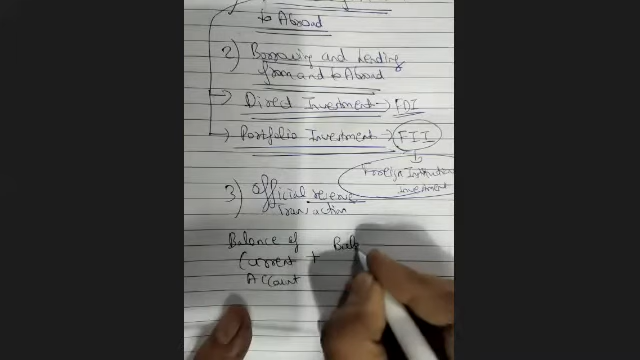 to Abroad
2) Borrowing and Lending
from and to Abroad
→ Direct Investment → FDI
→ Portfolio Investment → FII
Foreign Institution
Investment
3) Official reserve
Transaction
Balance of
Current +
Account